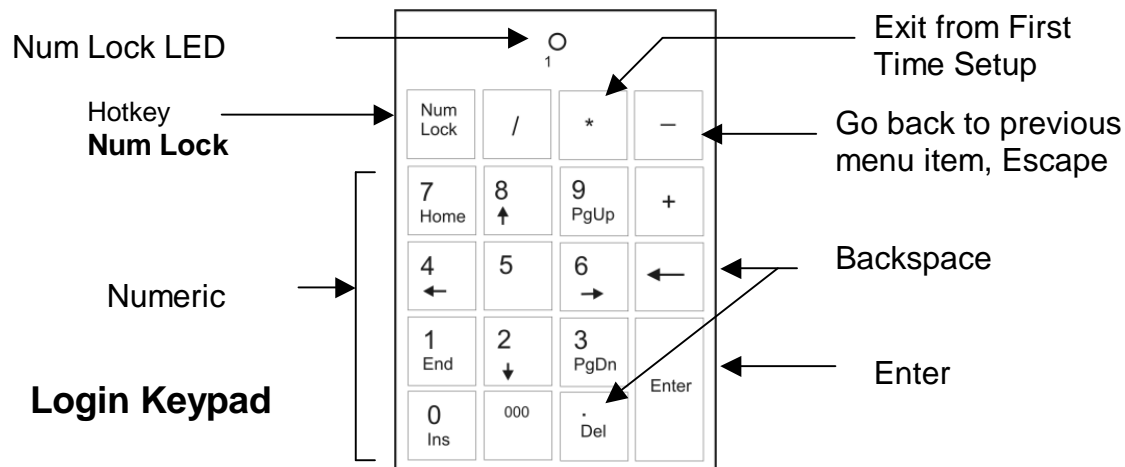 Num Lock LED
1
Exit from First
Time Setup
Hotkey
Num Lock
Num
Lock
/
*
–
Go back to previous
menu item, Escape
7
Home
8
↑
9
PgUp
+
4
←
5
6
→
←
Backspace
Numeric
1
End
2
↓
3
PgDn
Enter
Enter
Login Keypad
0
Ins
000
.
Del